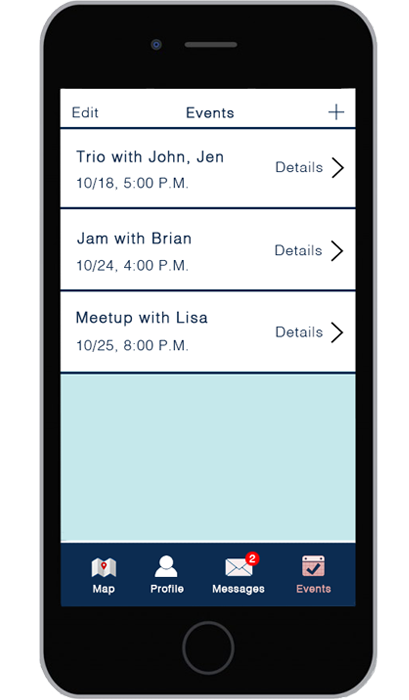 Edit Events +
Trio with John, Jen
10/18, 5:00 P.M.
Details
Jam with Brian
10/24, 4:00 P.M.
Details
Meetup with Lisa
10/25, 8:00 P.M.
Details
2
Map Profile Messages Events